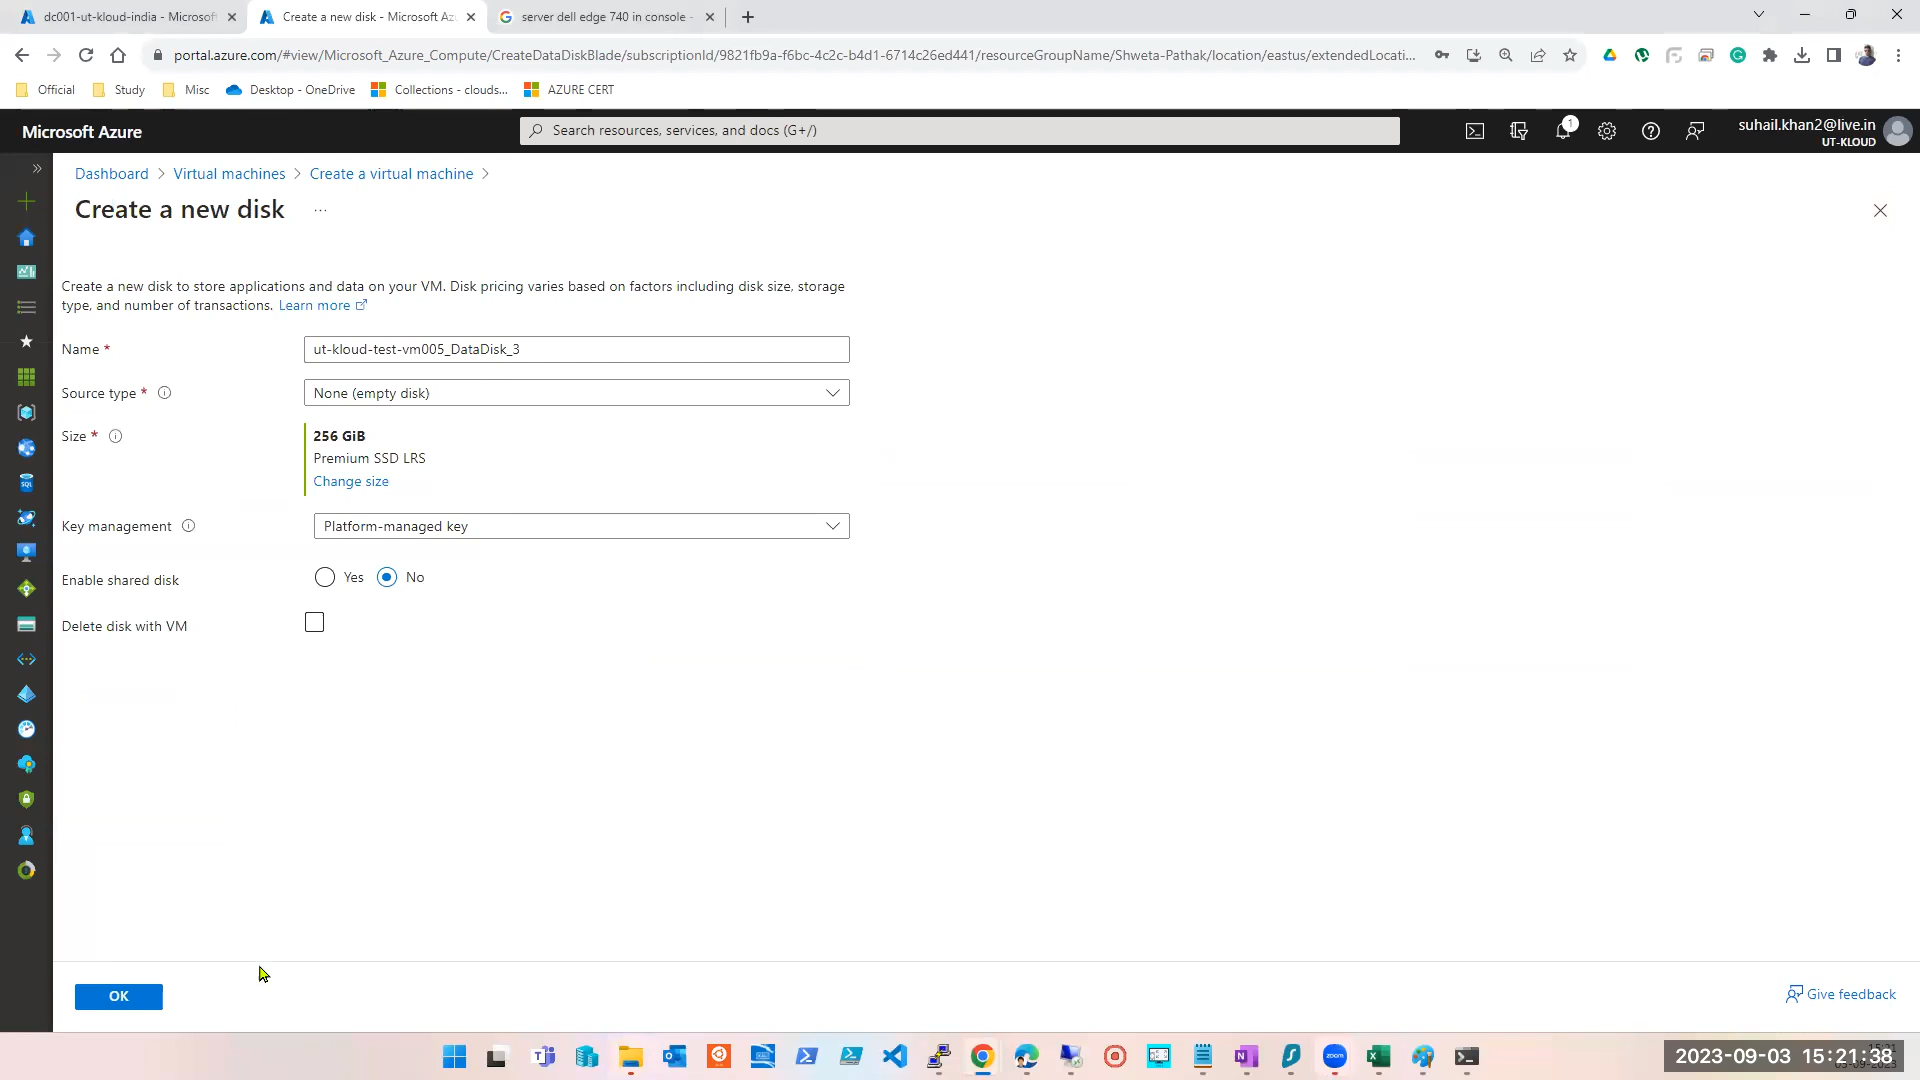 dc001-ut-kloud-india - Microsoft
Create a new disk - Microsoft Az
server dell edge 740 in console -
portal.azure.com/#view/Microsoft_Azure_Compute/CreateDataDiskBlade/subscriptionId/9821fb9a-f6bc-4c2c-b4d1-6714c26ed441/resourceGroupName/Shweta-Pathak/location/eastus/extendedLocati...
Official
Study
Misc
Desktop - OneDrive
Collections - clouds...
AZURE CERT
Microsoft Azure
Search resources, services, and docs (G+/)
1
suhail.khan2@live.in
UT-KLOUD
Dashboard > Virtual machines > Create a virtual machine >
Create a new disk ...
Create a new disk to store applications and data on your VM. Disk pricing varies based on factors including disk size, storage
type, and number of transactions. Learn more
Name *
ut-kloud-test-vm005_DataDisk_3
Source type *
None (empty disk)
Size *
256 GiB
Premium SSD LRS
Change size
Key management
Platform-managed key
Enable shared disk
Yes
No
Delete disk with VM
OK
Give feedback
2023-09-03 15:21:38